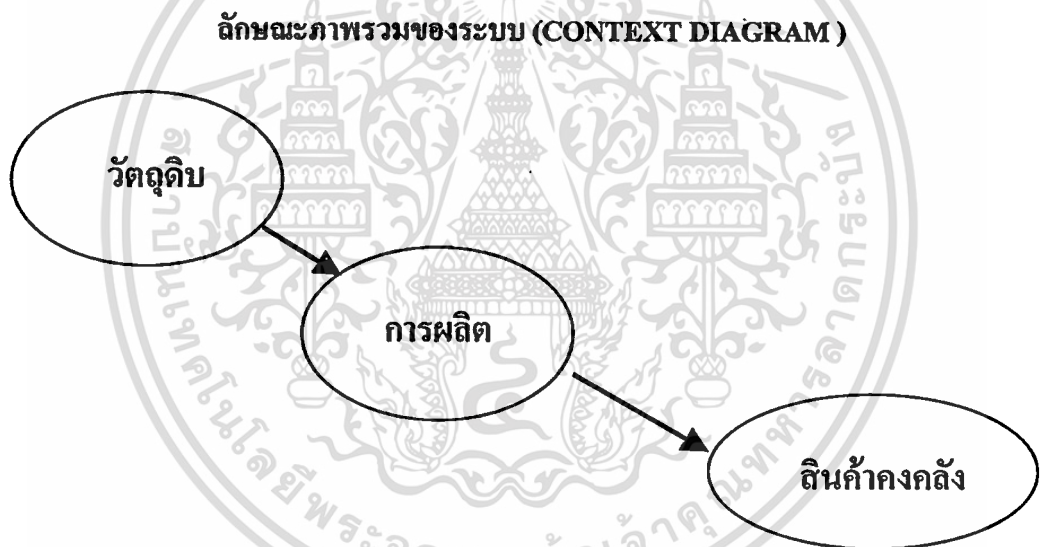 ลักษณะภาพรวมของระบบ (CONTEXT DIAGRAM )
วัตถุดิบ
การผลิต
สินค้าคงคลัง